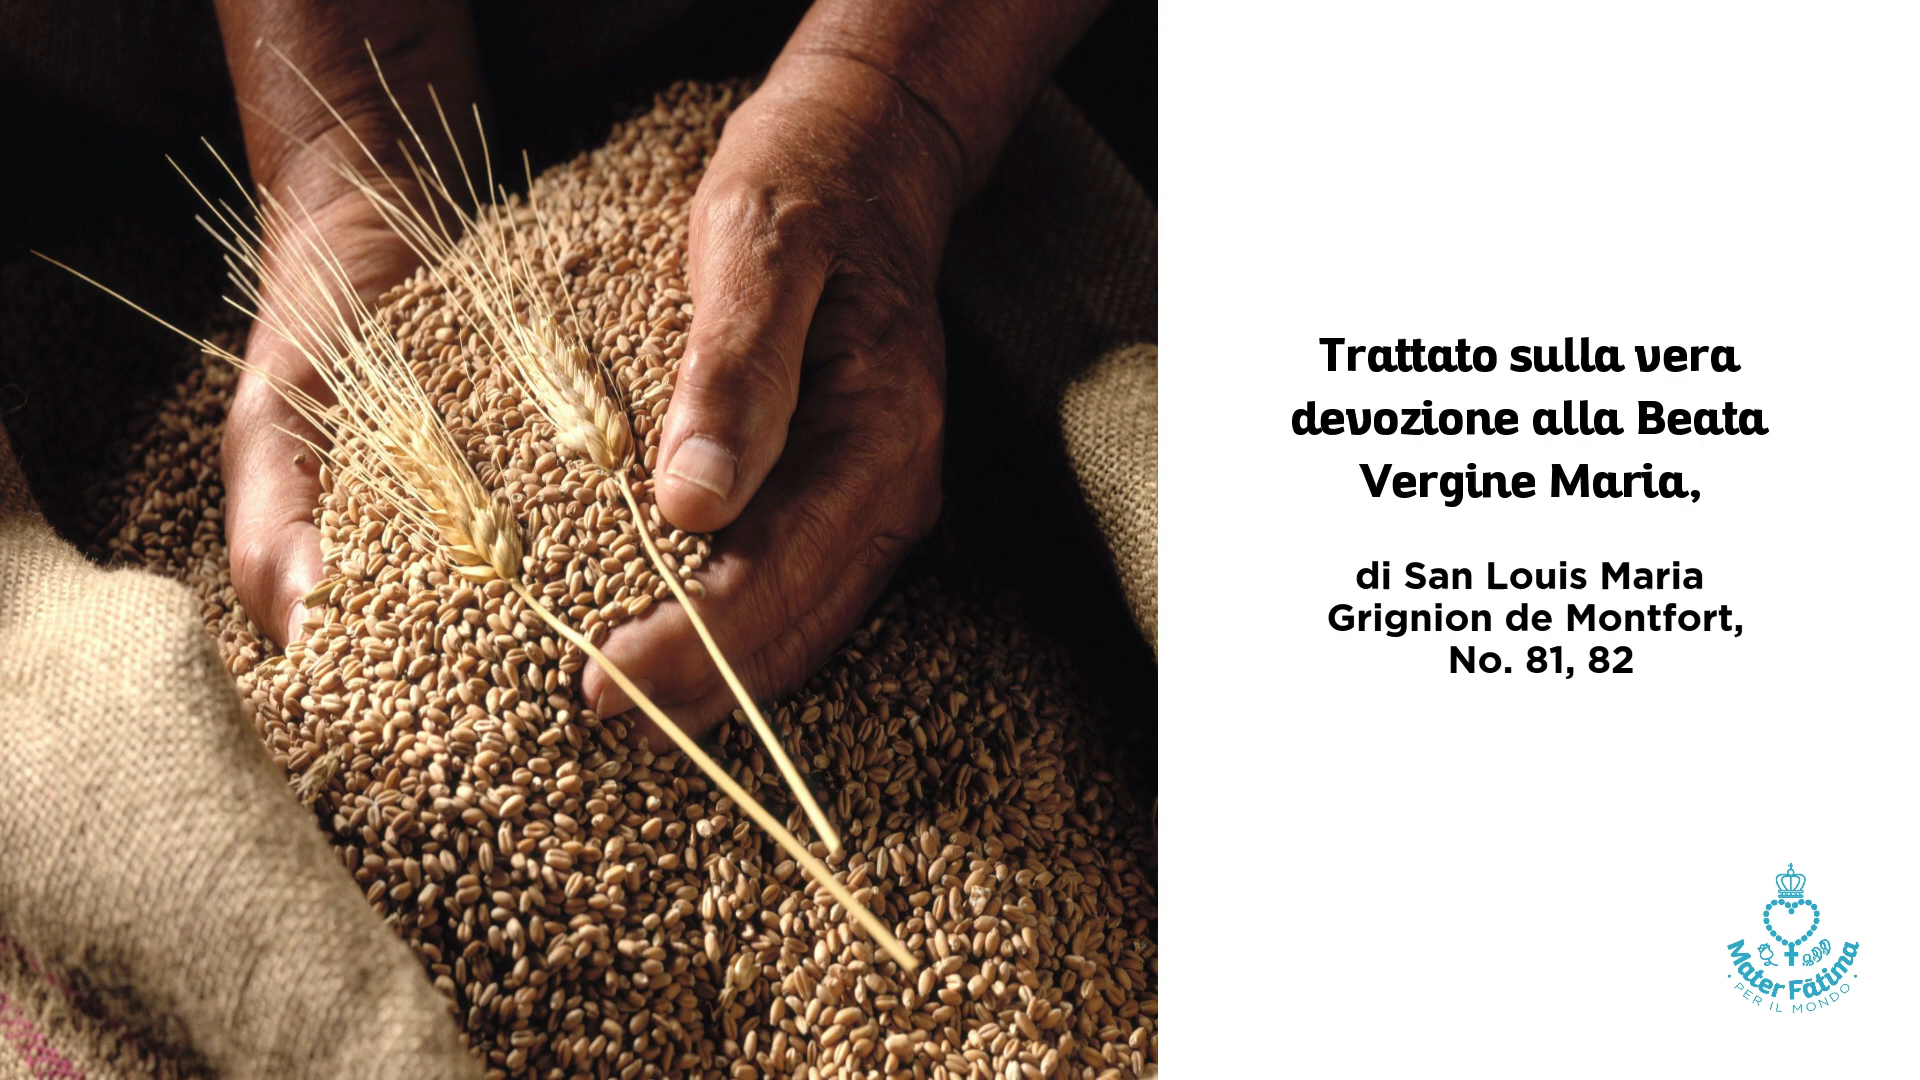 Trattato sulla vera
devozione alla Beata
Vergine Maria,
di San Louis Maria
Grignion de Montfort,
No. 81, 82
Mater Fãtima
PER IL MONDO